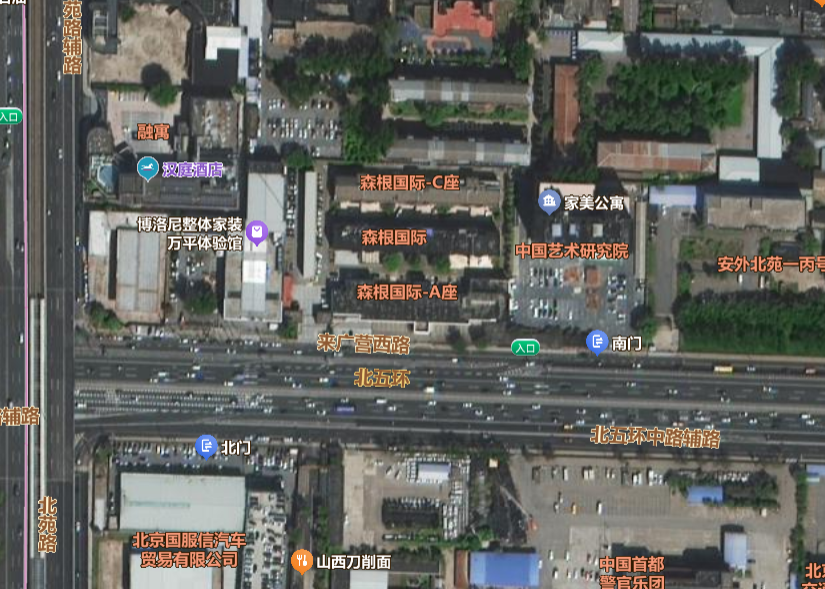 苑路辅路
入口
融寓
汉庭酒店
森根国际-C座
家美公寓
博洛尼整体家装
万平体验馆
森根国际
中国艺术研究院
安外北苑一丙号
森根国际-A座
来广营西路
入口
南门
北五环
辅路
北五环中路辅路
北门
北苑路
北京国服信汽车
贸易有限公司
山西刀削面
中国首都
警官乐团